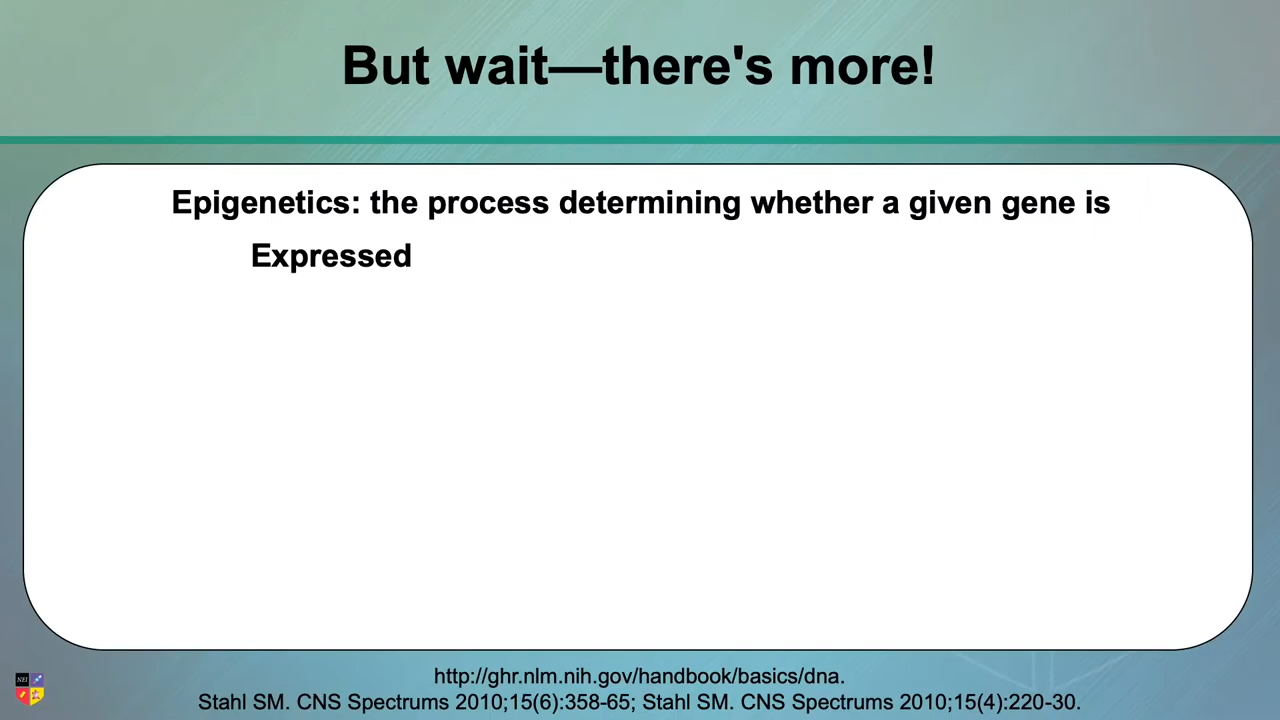 But wait—there's more!
Epigenetics: the process determining whether a given gene is
Expressed
http://ghr.nlm.nih.gov/handbook/basics/dna.
Stahl SM. CNS Spectrums 2010;15(6):358-65; Stahl SM. CNS Spectrums 2010;15(4):220-30.
NEI